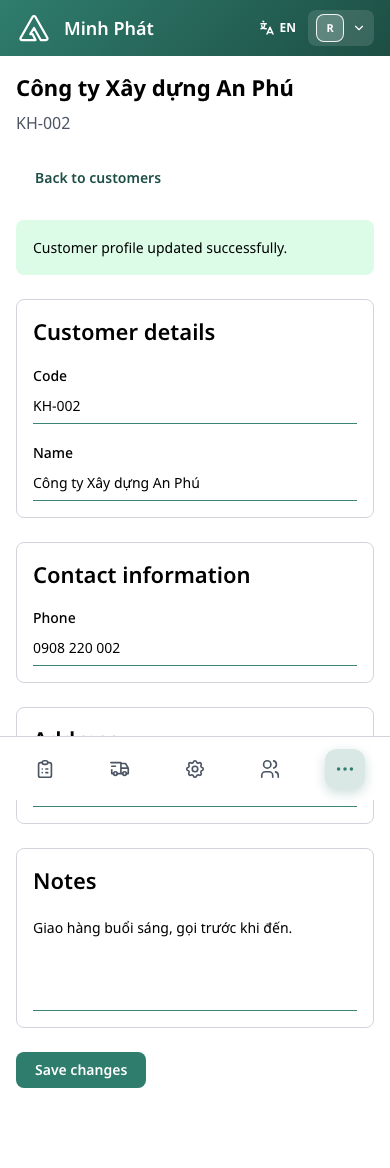 Minh Phát
EN
R
Công ty Xây dựng An Phú
KH-002
Back to customers
Customer profile updated successfully.
Customer details
Code
KH-002
Name
Công ty Xây dựng An Phú
Contact information
Phone
0908 220 002
Notes
Giao hàng buổi sáng, gọi trước khi đến.
Save changes